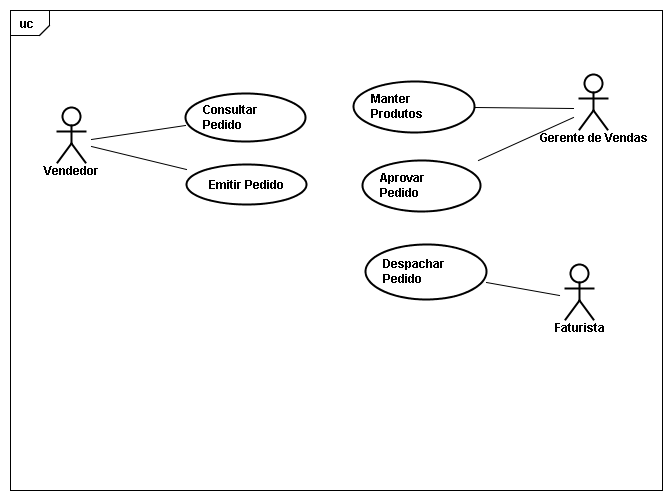 uc
Consultar
Pedido
Manter
Produtos
Gerente de Vendas
Vendedor
Emitir Pedido
Aprovar
Pedido
Despachar
Pedido
Faturista